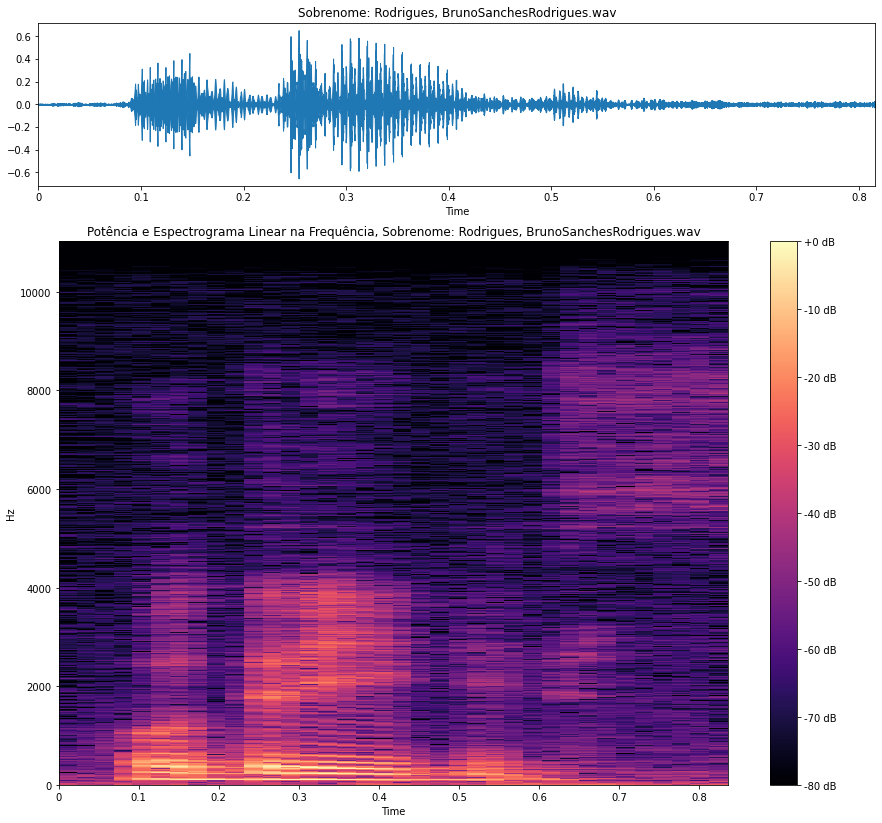 Sobrenome: Rodrigues, BrunoSanchesRodrigues.wav
0.6
0.4
0.2
0.0
−0.2
−0.4
−0.6
0 0.1 0.2 0.3 0.4 0.5 0.6 0.7 0.8
Time
Potência e Espectrograma Linear na Frequência, Sobrenome: Rodrigues, BrunoSanchesRodrigues.wav
10000
8000
6000
4000
2000
0
Hz
0 0.1 0.2 0.3 0.4 0.5 0.6 0.7 0.8
Time
+0 dB
-10 dB
-20 dB
-30 dB
-40 dB
-50 dB
-60 dB
-70 dB
-80 dB